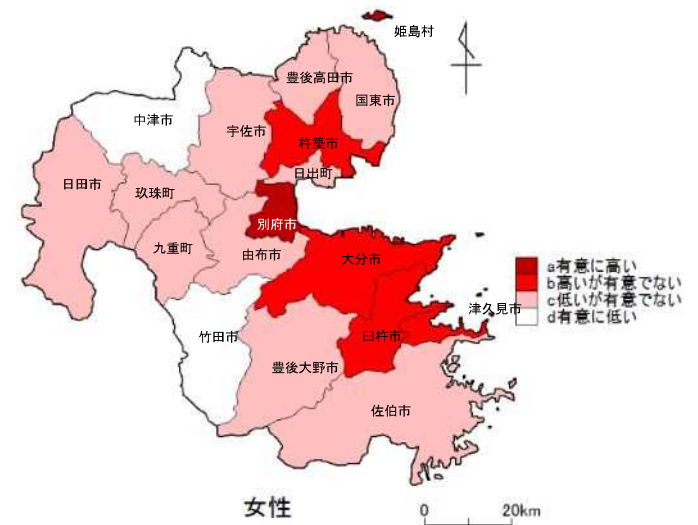 姫島村
豊後高田市
国東市
中津市
宇佐市
杵築市
日出町
日田市
玖珠町
別府市
九重町
由布市
大分市
a有意に高い
b高いが有意でない
c低いが有意でない
d有意に低い
津久見市
竹田市
臼杵市
豊後大野市
佐伯市
女性
0 20km